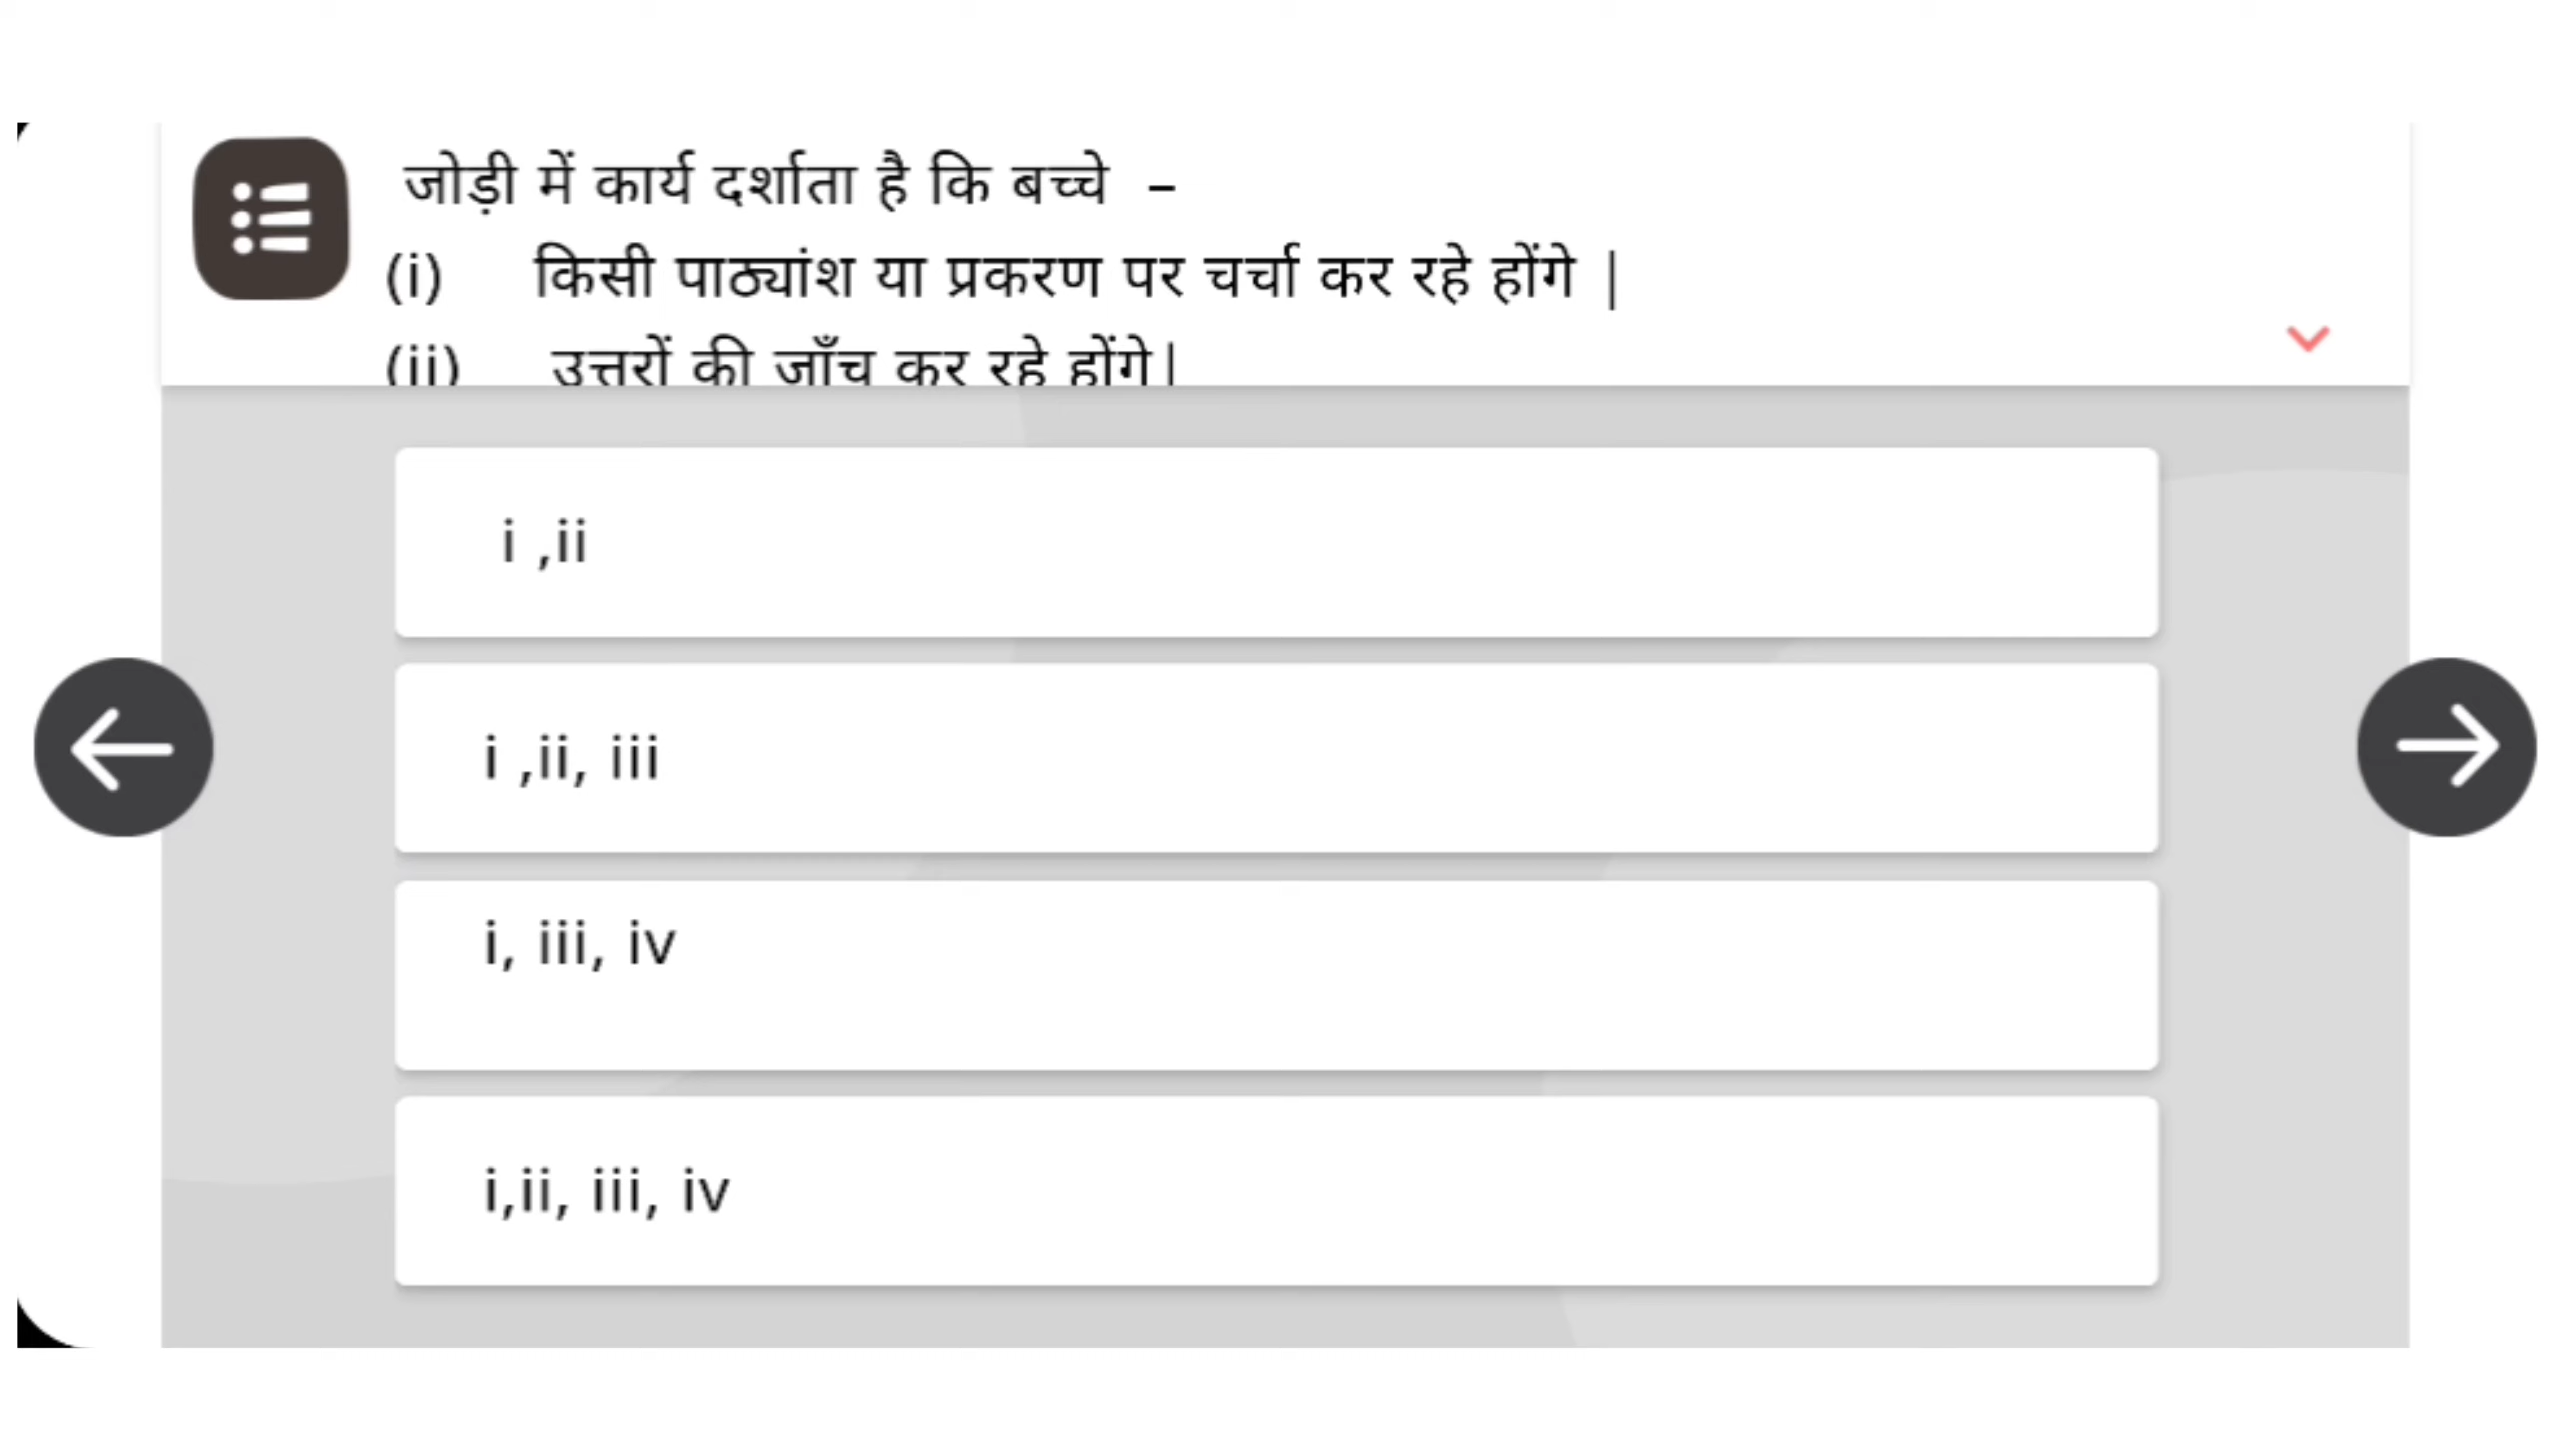 जोड़ी में कार्य दर्शाता है कि बच्चे –
(i) किसी पाठ्यांश या प्रकरण पर चर्चा कर रहे होंगे |
(ii) उत्तरों की जाँच कर रहे होंगे|
i ,ii
i ,ii, iii
i, iii, iv
i,ii, iii, iv